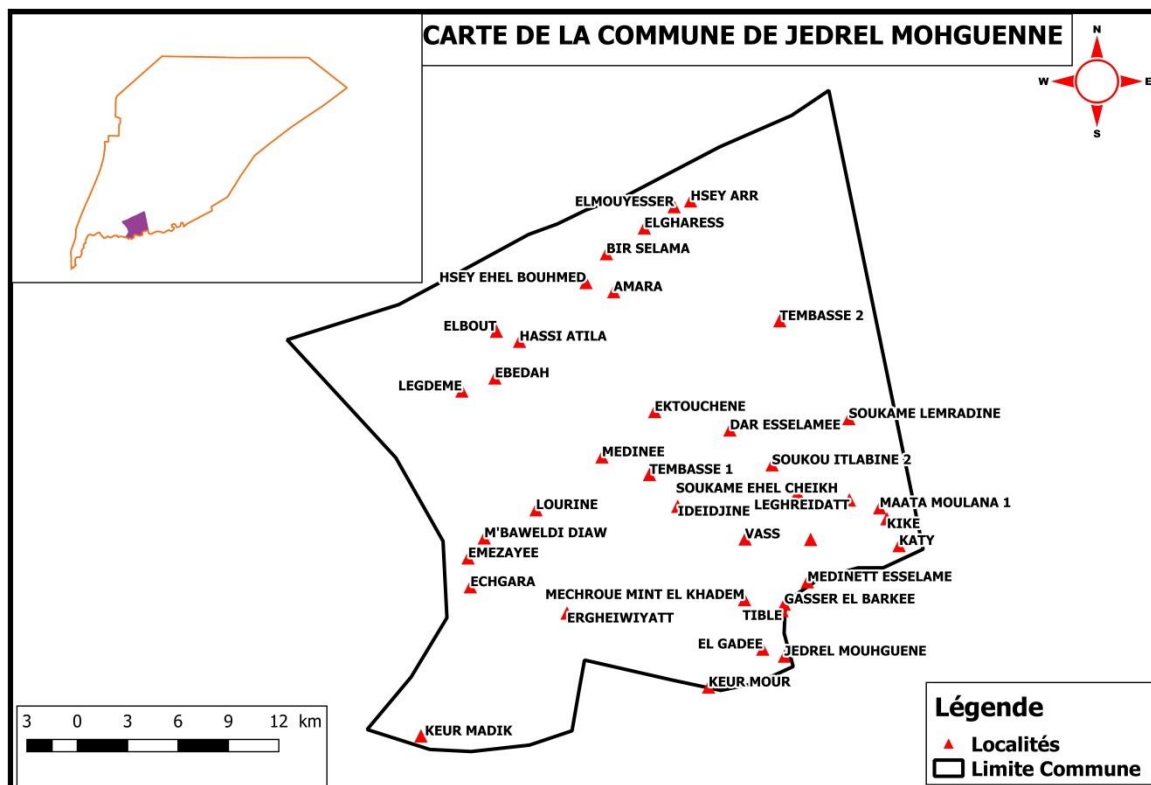 CARTE DE LA COMMUNE DE JEDREL MOHGUENNE
N
W E
S
HSEY ARR
ELMOUYESSER
ELGHARESS
BIR SELAMA
HSEY EHEL BOUHMED
AMARA
TEMBASSE 2
ELBOUT
HASSI ATILA
EBEDAH
LEGDEME
EKTOUCHENE
SOUKAME LEMRADINE
DAR ESSELAMEE
MEDINEE
SOUKOU ITLABINE 2
TEMBASSE 1
SOUKAME EHEL CHEIKH
LEGHREIDATT
MAATA MOULANA 1
IDEIDJINE
LOURINE
KIKE
M'BAWELDI DIAW
VASS
KATY
EMEZAYEE
MEDINETT ESSELAME
ECHGARA
MECHROUE MINT EL KHADEM
GASSER EL BARKEE
TIBLE
ERGHEIWIYATT
EL GADEE
JEDREL MOUHGUENE
KEUR MOUR
KEUR MADIK
3 0 3 6 9 12 km
Légende
Localités
Limite Commune